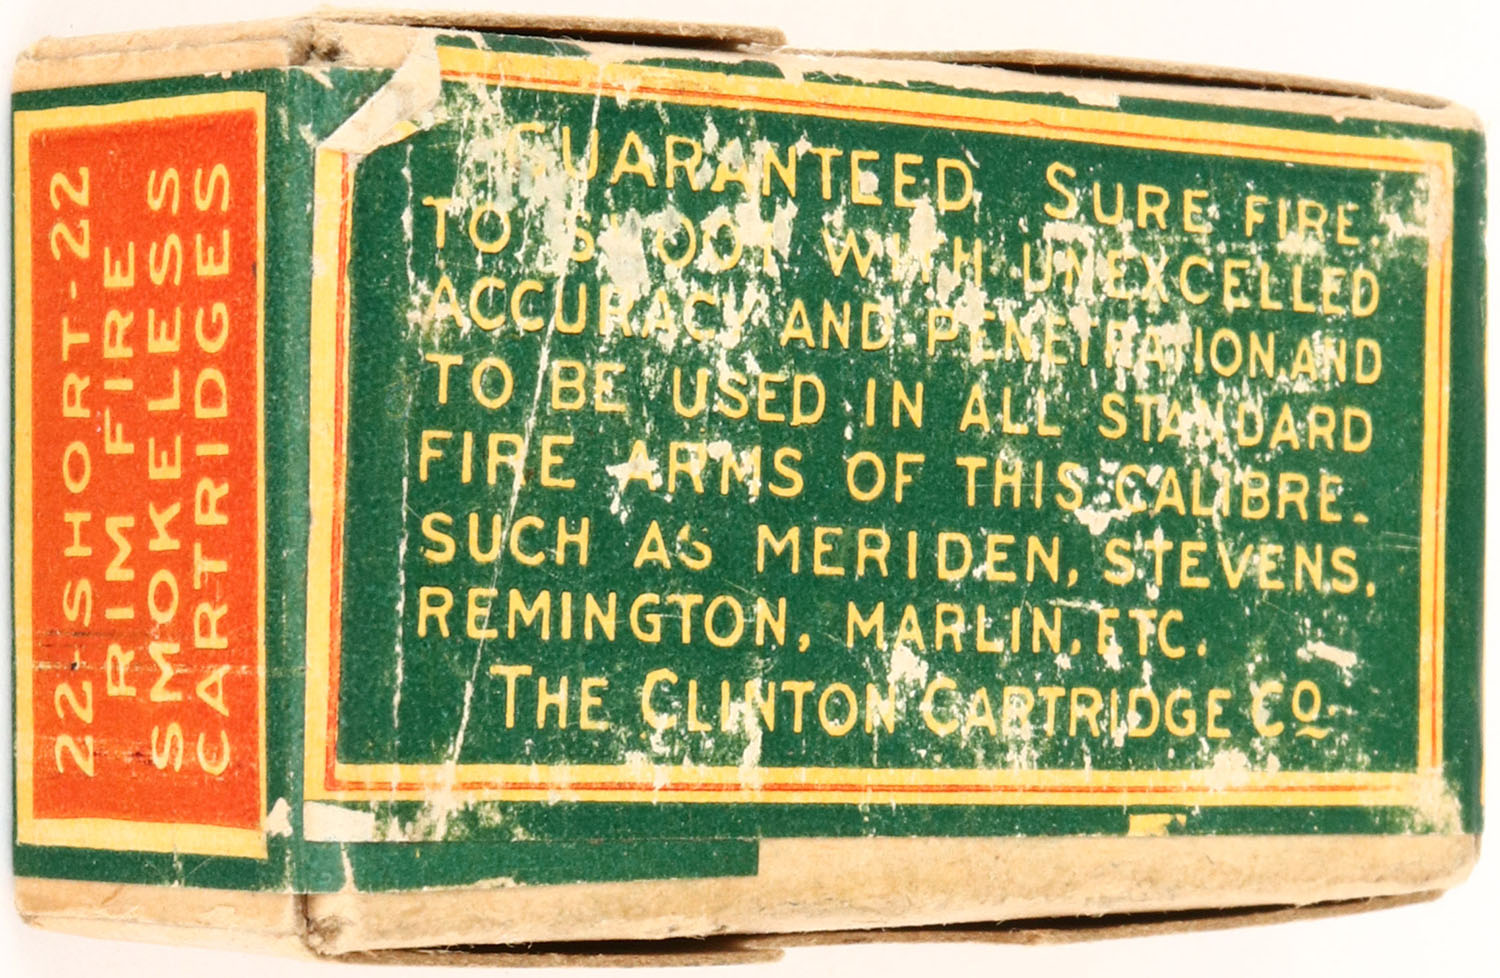 22-SHORT-22
RIM FIRE
SMOKELESS
CARTRIDGES
GUARANTEED SURE FIRE.
TO SHOOT WITH UNEXCELLED
ACCURACY AND PENETRATION, AND
TO BE USED IN ALL STANDARD
FIRE ARMS OF THIS CALIBRE.
SUCH AS MERIDEN, STEVENS,
REMINGTON, MARLIN, ETC.
THE CLINTON CARTRIDGE CO.